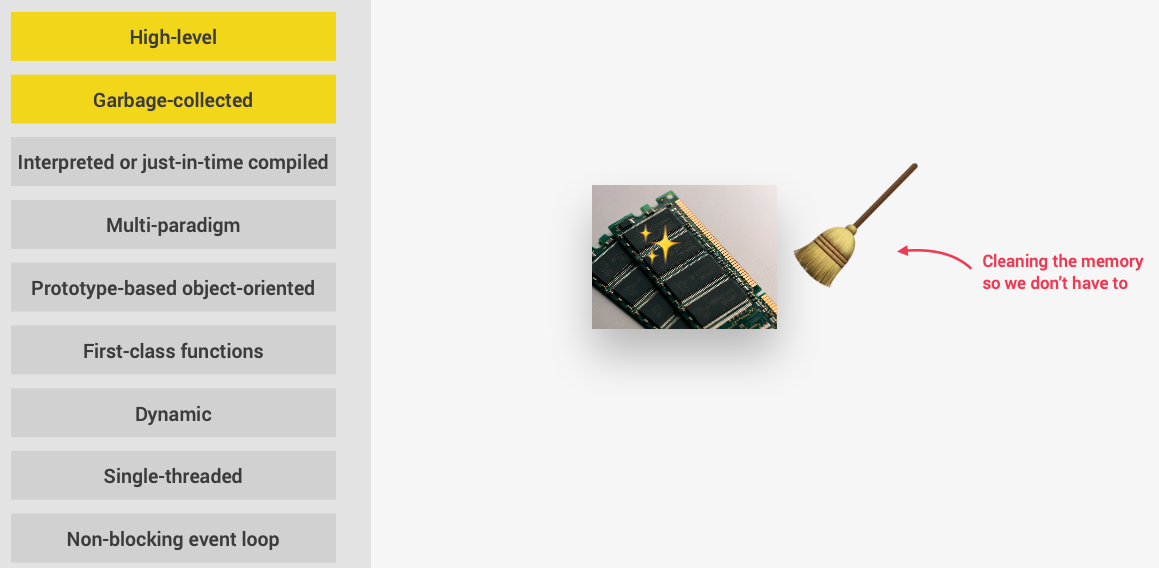 High-level
Garbage-collected
Interpreted or just-in-time compiled
Multi-paradigm
Prototype-based object-oriented
First-class functions
Dynamic
Single-threaded
Non-blocking event loop
Cleaning the memory
so we don't have to